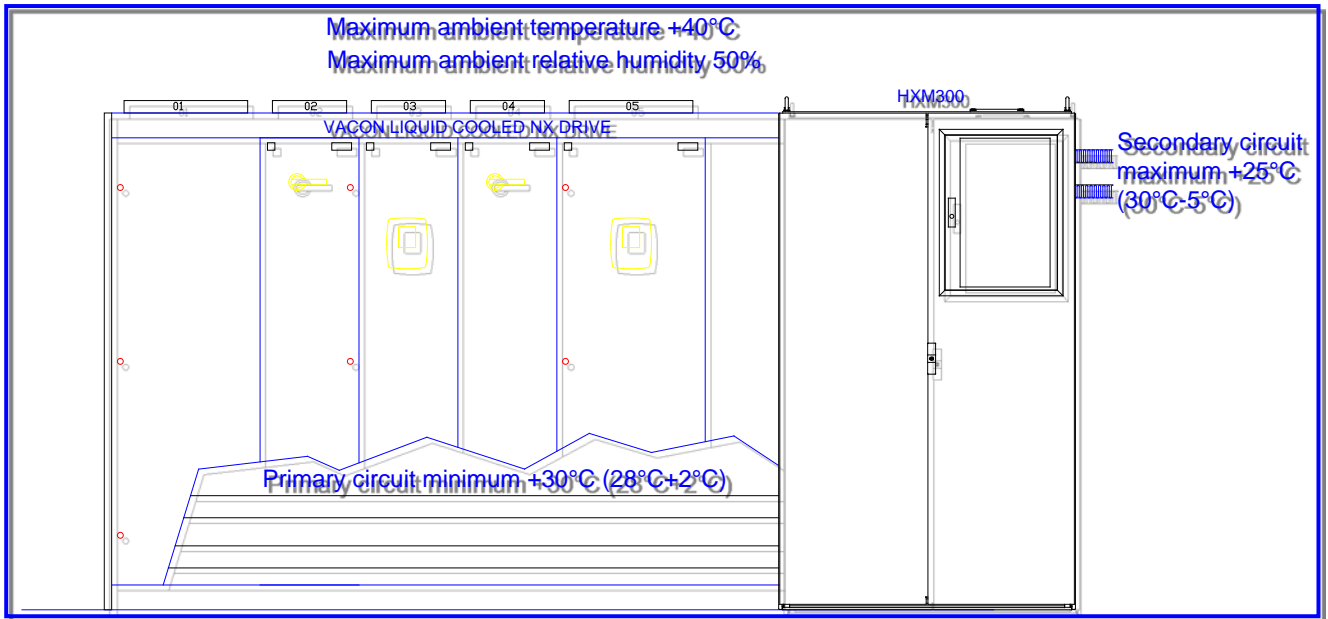 Maximum ambient temperature +40°C
Maximum ambient relative humidity 50%
HXM300
01 02 03 04 05
VACON LIQUID COOLED NX DRIVE
Secondary circuit
maximum +25°C
(30°C-5°C)
Primary circuit minimum +30°C (28°C+2°C)